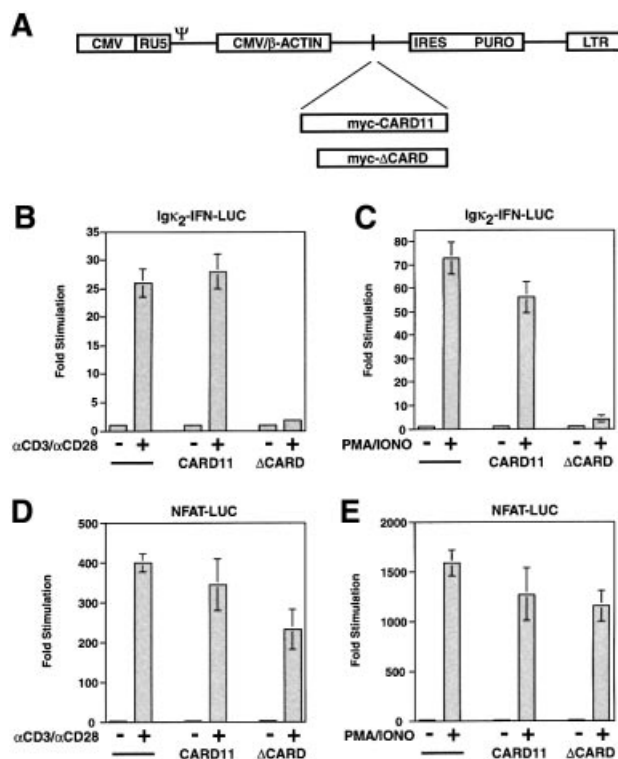 A
Ψ
CMV RU5 CMV/β-ACTIN IRES PURO LTR
myc-CARD11
myc-ΔCARD
B
Igκ2-IFN-LUC
Fold Stimulation
35
30
25
20
15
10
5
0
αCD3/αCD28 - + - + - +
CARD11 ΔCARD
C
Igκ2-IFN-LUC
Fold Stimulation
80
70
60
50
40
30
20
10
0
PMA/IONO - + - + - +
CARD11 ΔCARD
D
NFAT-LUC
Fold Stimulation
500
400
300
200
100
0
αCD3/αCD28 - + - + - +
CARD11 ΔCARD
E
NFAT-LUC
Fold Stimulation
2000
1500
1000
500
0
PMA/IONO - + - + - +
CARD11 ΔCARD